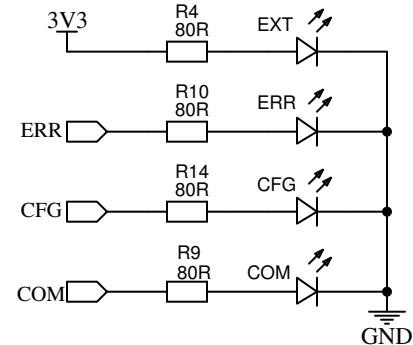 3V3
R4
80R
EXT
ERR
R10
80R
ERR
CFG
R14
80R
CFG
COM
R9
80R
COM
GND